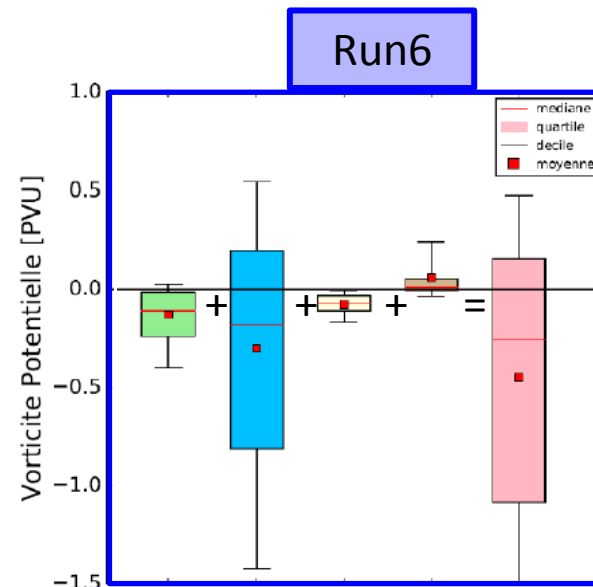 Run6
Vorticite Potentielle [PVU]
1.0
0.5
0.0
−0.5
−1.0
−1.5
mediane
quartile
decile
moyenne
+ + + =